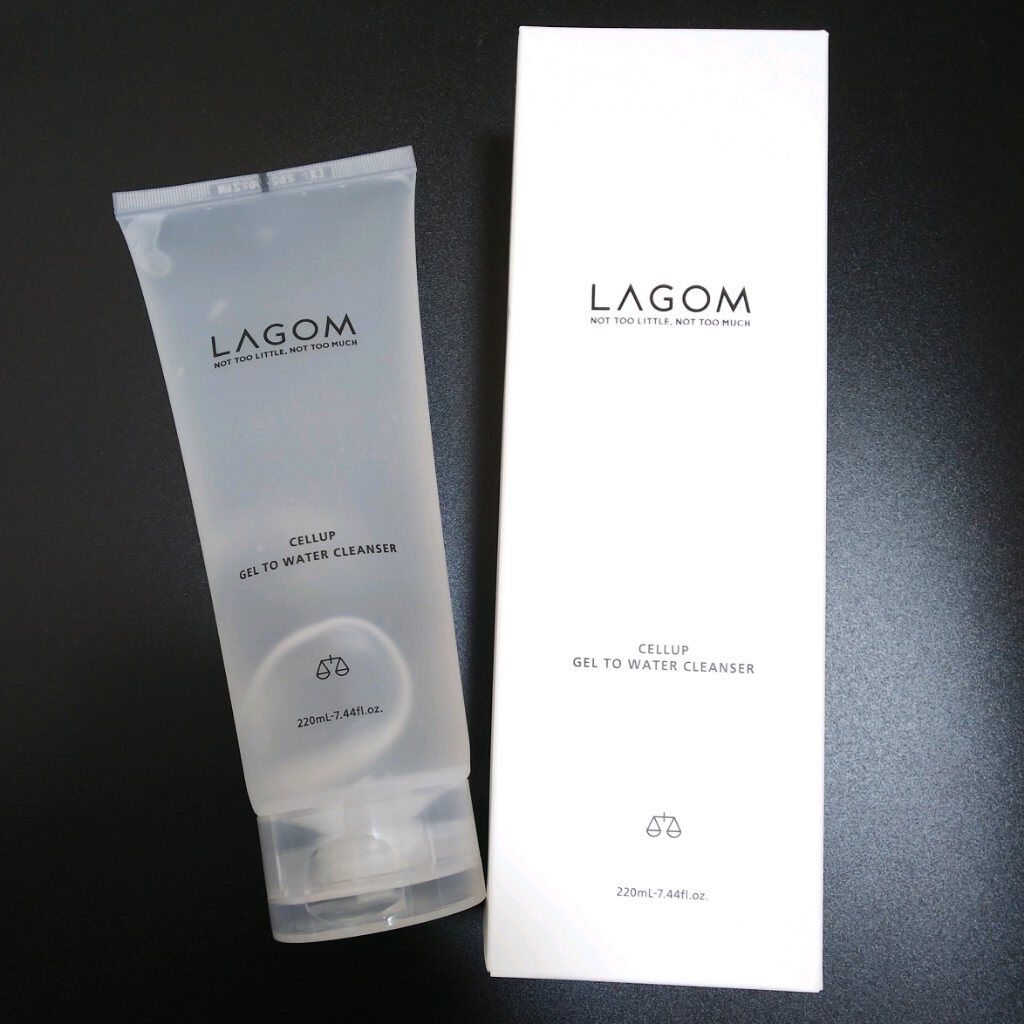 LAGOM
NOT TOO LITTLE, NOT TOO MUCH
CELLUP
GEL TO WATER CLEANSER
220mL-7.44fl.oz.
LAGOM
NOT TOO LITTLE, NOT TOO MUCH
CELLUP
GEL TO WATER CLEANSER
220mL-7.44fl.oz.